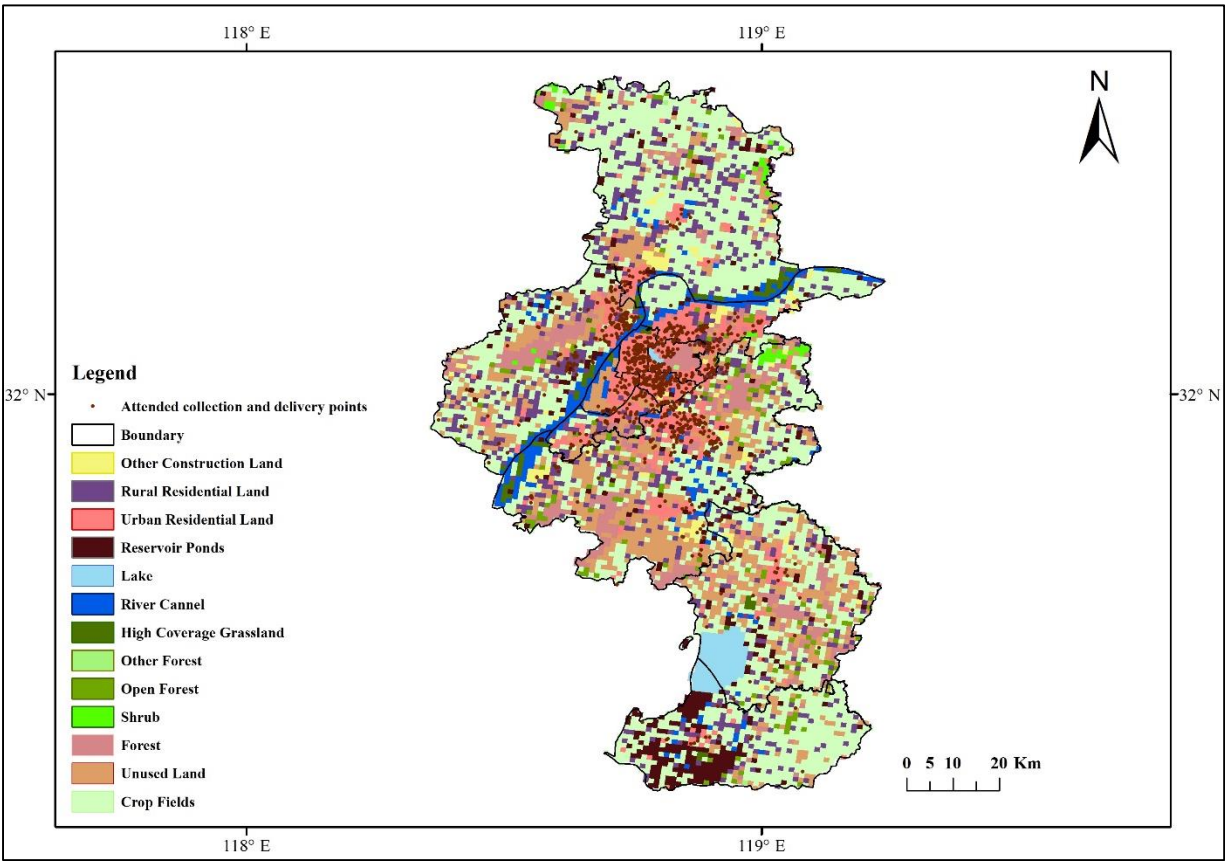 118° E 119° E
N
32° N 32° N
Legend
Attended collection and delivery points
Boundary
Other Construction Land
Rural Residential Land
Urban Residential Land
Reservoir Ponds
Lake
River Cannel
High Coverage Grassland
Other Forest
Open Forest
Shrub
Forest
Unused Land
Crop Fields
0 5 10 20 Km
118° E 119° E